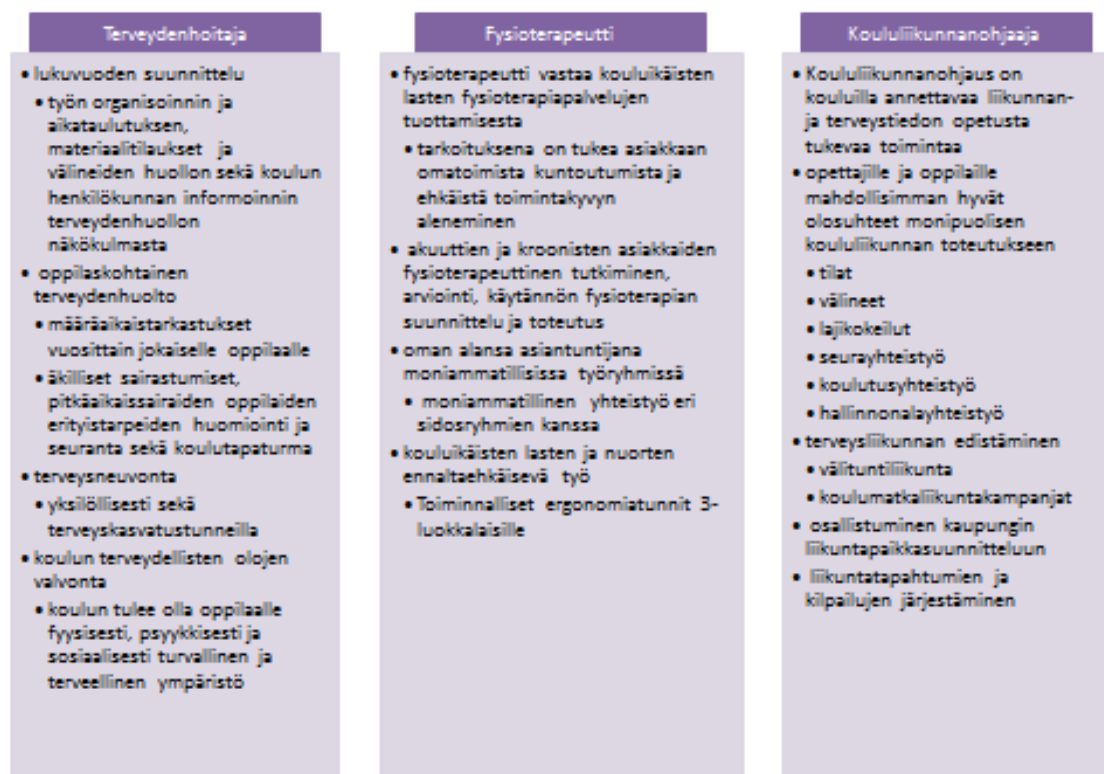 Terveydenhoitaja
• lukuvuoden suunnittelu
• työn organisoinnin ja
aikataulutuksen,
materiaalitilaukset ja
välineiden huollon sekä koulun
henkilökunnan informoinnin
terveydenhuollon
näkökulmasta
• oppilaskohtainen
terveydenhuolto
• määräaikaistarkastukset
vuosittain jokaiselle oppilaalle
• äkilliset sairastumiset,
pitkäaikaissairaiden oppilaiden
erityistarpeiden huomiointi ja
seuranta sekä koulutapaturma
• terveysneuvonta
• yksilöllisesti sekä
terveyskasvatustunneilla
• koulun terveydellisten olojen
valvonta
• koulun tulee olla oppilaalle
fyysisesti, psyykkisesti ja
sosiaalisesti turvallinen ja
terveellinen ympäristö
Fysioterapeutti
• fysioterapeutti vastaa kouluikäisten
lasten fysioterapiapalvelujen
tuottamisesta
• tarkoituksena on tukea asiakkaan
omatoimista kuntoutumista ja
ehkäistä toimintakyvyn
aleneminen
• akuuttien ja kroonisten asiakkaiden
fysioterapeuttinen tutkiminen,
arviointi, käytännön fysioterapian
suunnittelu ja toteutus
• oman alansa asiantuntijana
moniammatillisissa työryhmissä
• moniammatillinen yhteistyö eri
sidosryhmien kanssa
• kouluikäisten lasten ja nuorten
ennaltaehkäisevä työ
• Toiminnalliset ergonomiatunnit 3-
luokkalaisille
Koululiikunnanohjaaja
• Koululiikunnanohjaus on
kouluilla annettavaa liikunnan-
ja terveystiedon opetusta
tukevaa toimintaa
• opettajille ja oppilaille
mahdollisimman hyvät
olosuhteet monipuolisen
koululiikunnan toteutukseen
• tilat
• välineet
• lajikokeilut
• seurayhteistyö
• koulutusyhteistyö
• hallinnonalayhteistyö
• terveysliikunnan edistäminen
• välituntiliikunta
• koulumatkaliikuntakampanjat
• osallistuminen kaupungin
liikuntapaikkasuunnitteluun
• liikuntatapahtumien ja
kilpailujen järjestäminen